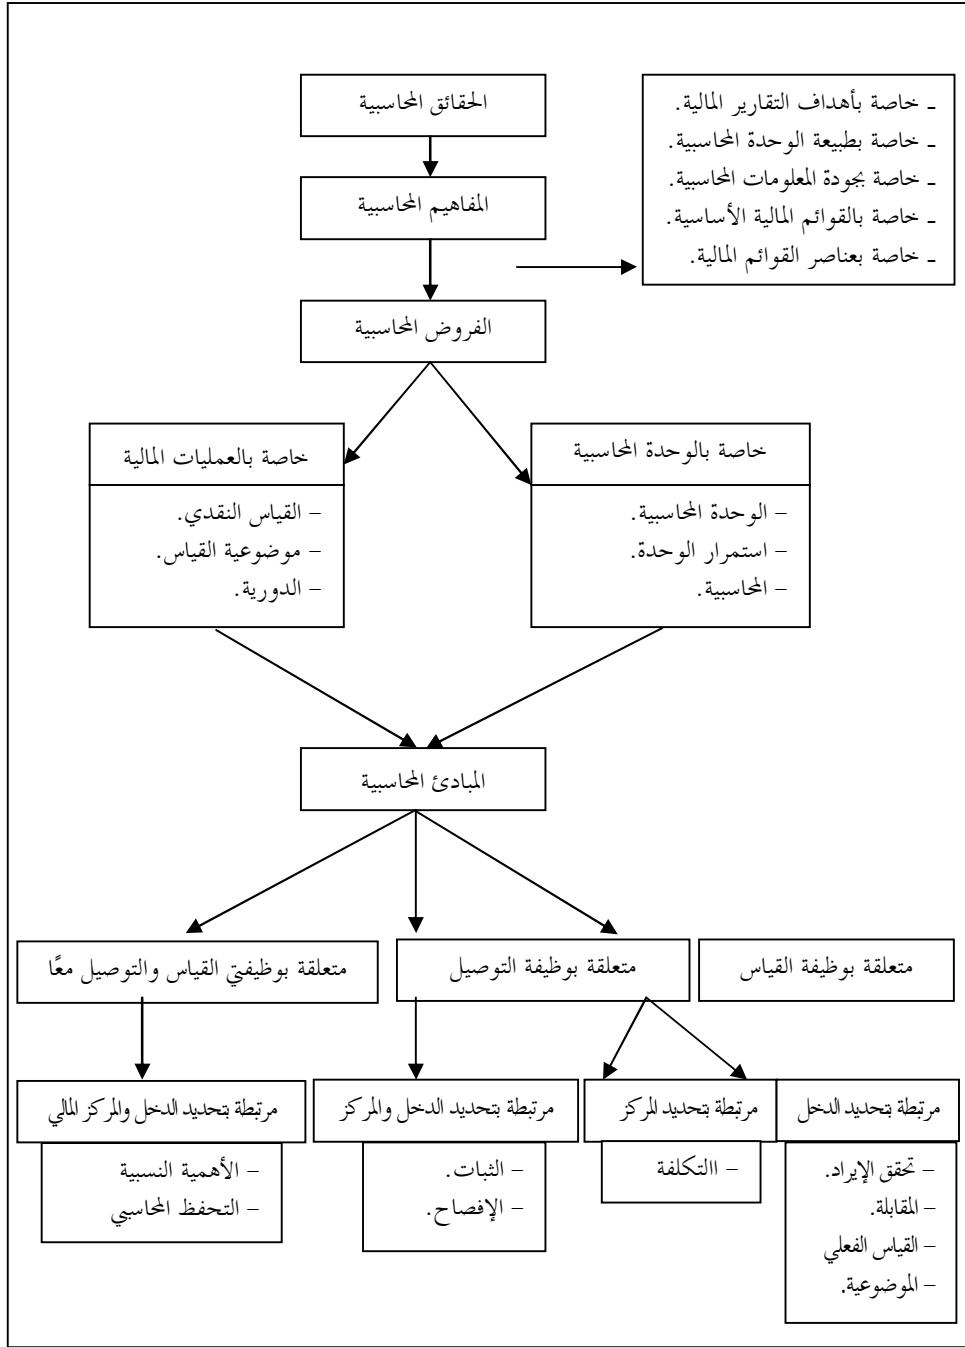 الحقائق المحاسبية
ـ خاصة بأهداف التقارير المالية.
ـ خاصة بطبيعة الوحدة المحاسبية.
ـ خاصة بجودة المعلومات المحاسبية.
ـ خاصة بالقوائم المالية الأساسية.
ـ خاصة بعناصر القوائم المالية.
المفاهيم المحاسبية
الفروض المحاسبية
خاصة بالوحدة المحاسبية
– الوحدة المحاسبية.
– استمرار الوحدة.
– المحاسبية.
خاصة بالعمليات المالية
– القياس النقدي.
– موضوعية القياس.
– الدورية.
المبادئ المحاسبية
متعلقة بوظيفة القياس
متعلقة بوظيفة التوصيل
متعلقة بوظيفتي القياس والتوصيل معًا
مرتبطة بتحديد الدخل
– تحقق الإيراد.
– المقابلة.
– القياس الفعلي
– الموضوعية.
مرتبطة بتحديد المركز
– االتكلفة
مرتبطة بتحديد الدخل والمركز
– الثبات.
– الإفصاح.
مرتبطة بتحديد الدخل والمركز المالي
– الأهمية النسبية
– التحفظ المحاسبي